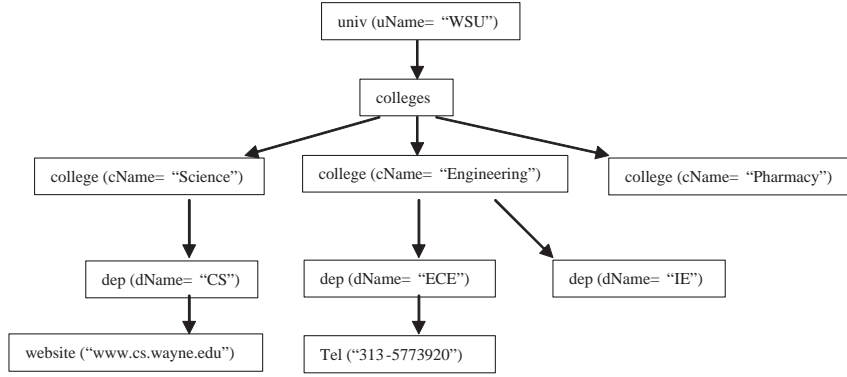 univ (uName= “WSU”)
colleges
college (cName= “Science”)
college (cName= “Engineering”)
college (cName= “Pharmacy”)
dep (dName= “CS”)
dep (dName= “ECE”)
dep (dName= “IE”)
website (“www.cs.wayne.edu”)
Tel (“313-5773920”)